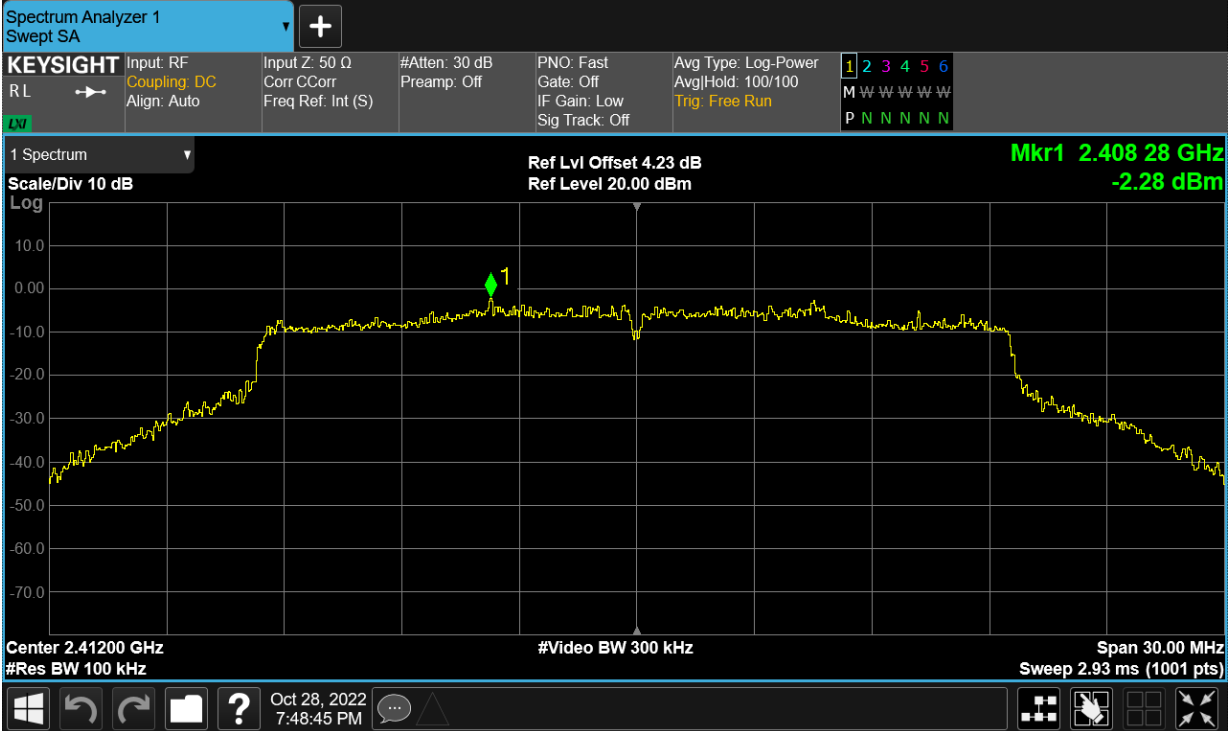 Spectrum Analyzer 1
Swept SA
KEYSIGHT
R L
LXI
Input: RF
Coupling: DC
Align: Auto
Input Z: 50 Ω
Corr CCorr
Freq Ref: Int (S)
#Atten: 30 dB
Preamp: Off
PNO: Fast
Gate: Off
IF Gain: Low
Sig Track: Off
Avg Type: Log-Power
Avg|Hold: 100/100
Trig: Free Run
1 2 3 4 5 6
M W W W W W
P N N N N N
1 Spectrum
Scale/Div 10 dB
Ref Lvl Offset 4.23 dB
Ref Level 20.00 dBm
Mkr1 2.408 28 GHz
-2.28 dBm
Log
10.0
0.00
-10.0
-20.0
-30.0
-40.0
-50.0
-60.0
-70.0
1
Center 2.41200 GHz
#Res BW 100 kHz
#Video BW 300 kHz
Span 30.00 MHz
Sweep 2.93 ms (1001 pts)
?
Oct 28, 2022
7:48:45 PM